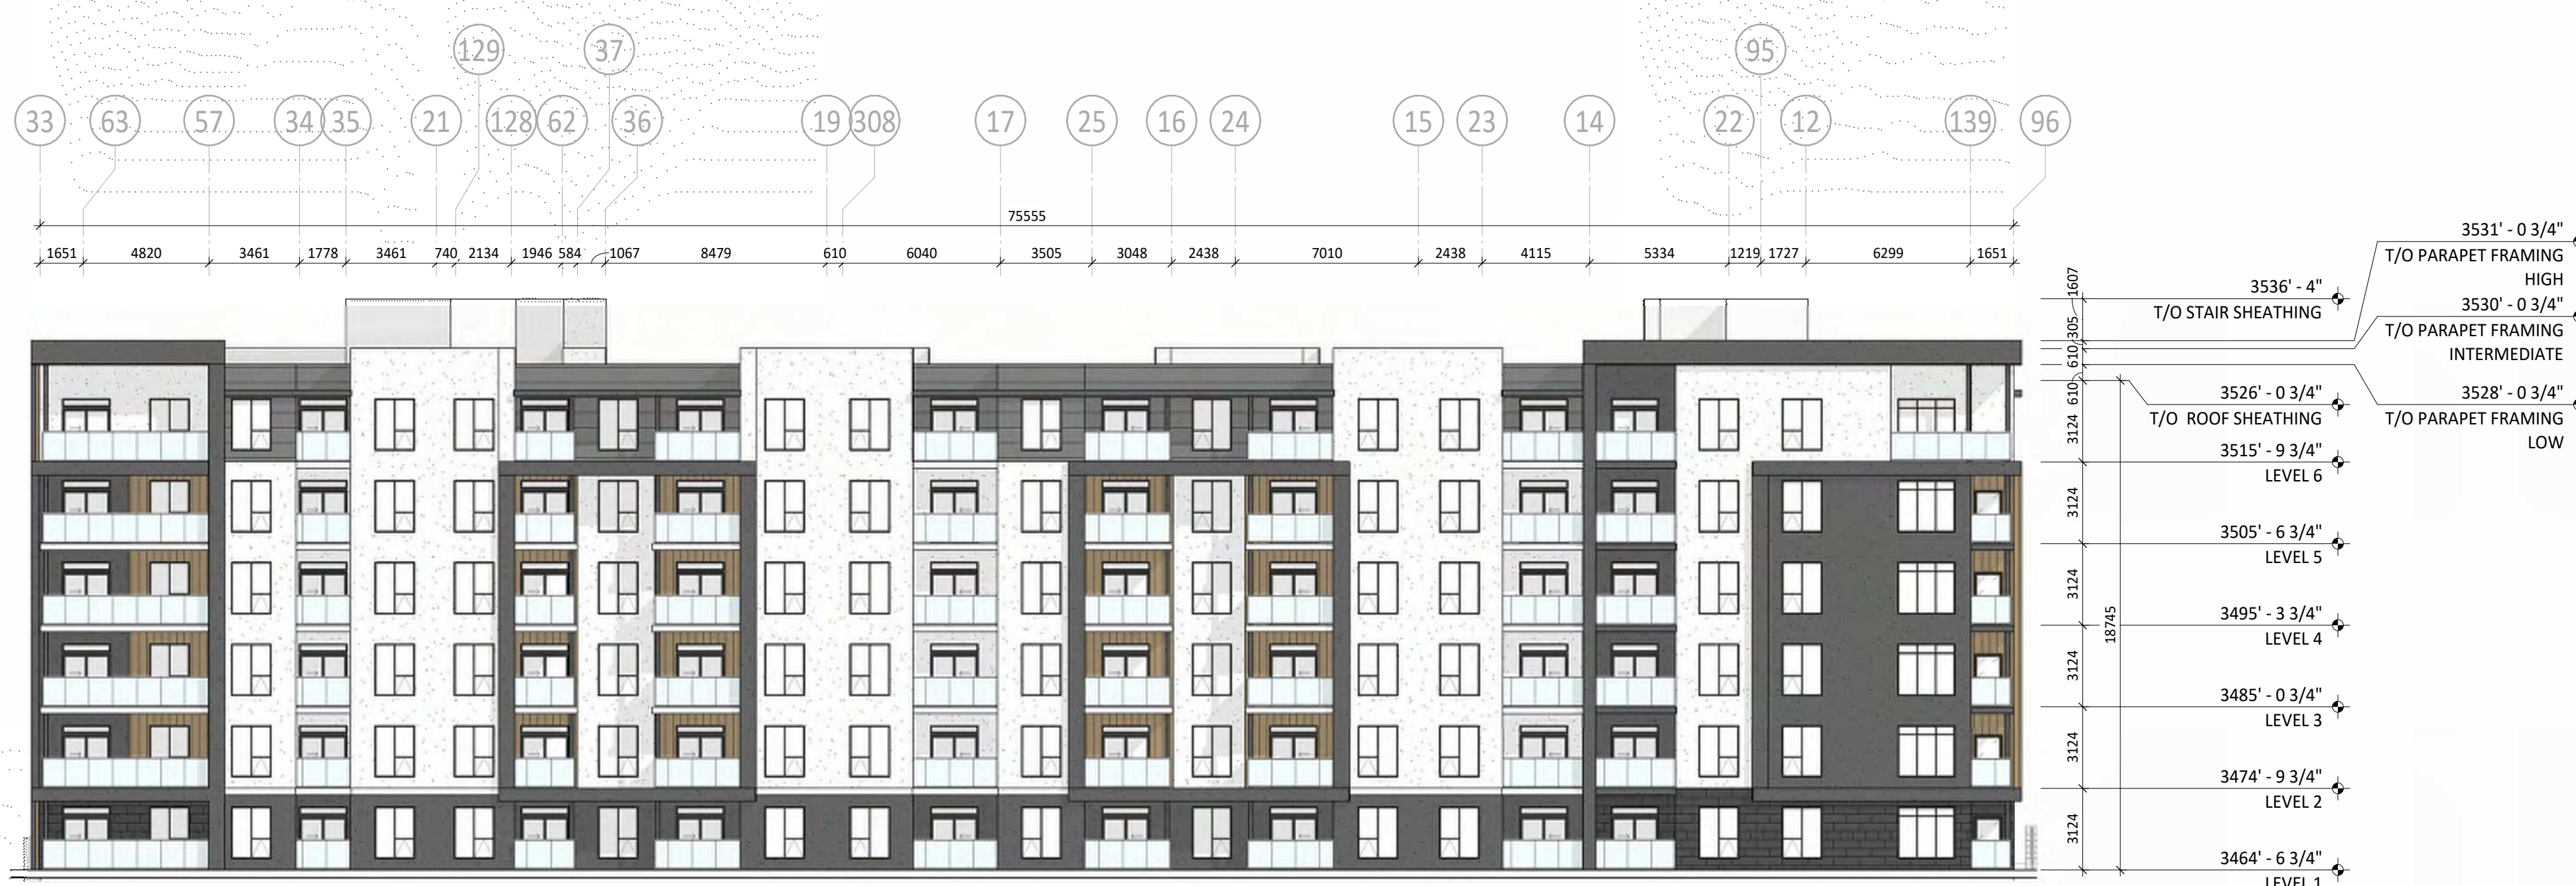 129
37
95
33
63
57
34
35
21
128
62
36
19
308
17
25
16
24
15
23
14
22
12
139
96
75555
1651 4820 3461 1778 3461 740 2134 1946 584 1067 8479 610 6040 3505 3048 2438 7010 2438 4115 5334 1219 1727 6299 1651
1607
305
610
610
3124
3124
3124
3124
3124
3124
18745
3536' - 4"
T/O STAIR SHEATHING
3531' - 0 3/4"
T/O PARAPET FRAMING
HIGH
3530' - 0 3/4"
T/O PARAPET FRAMING
INTERMEDIATE
3526' - 0 3/4"
T/O ROOF SHEATHING
3528' - 0 3/4"
T/O PARAPET FRAMING
LOW
3515' - 9 3/4"
LEVEL 6
3505' - 6 3/4"
LEVEL 5
3495' - 3 3/4"
LEVEL 4
3485' - 0 3/4"
LEVEL 3
3474' - 9 3/4"
LEVEL 2
3464' - 6 3/4"
LEVEL 1